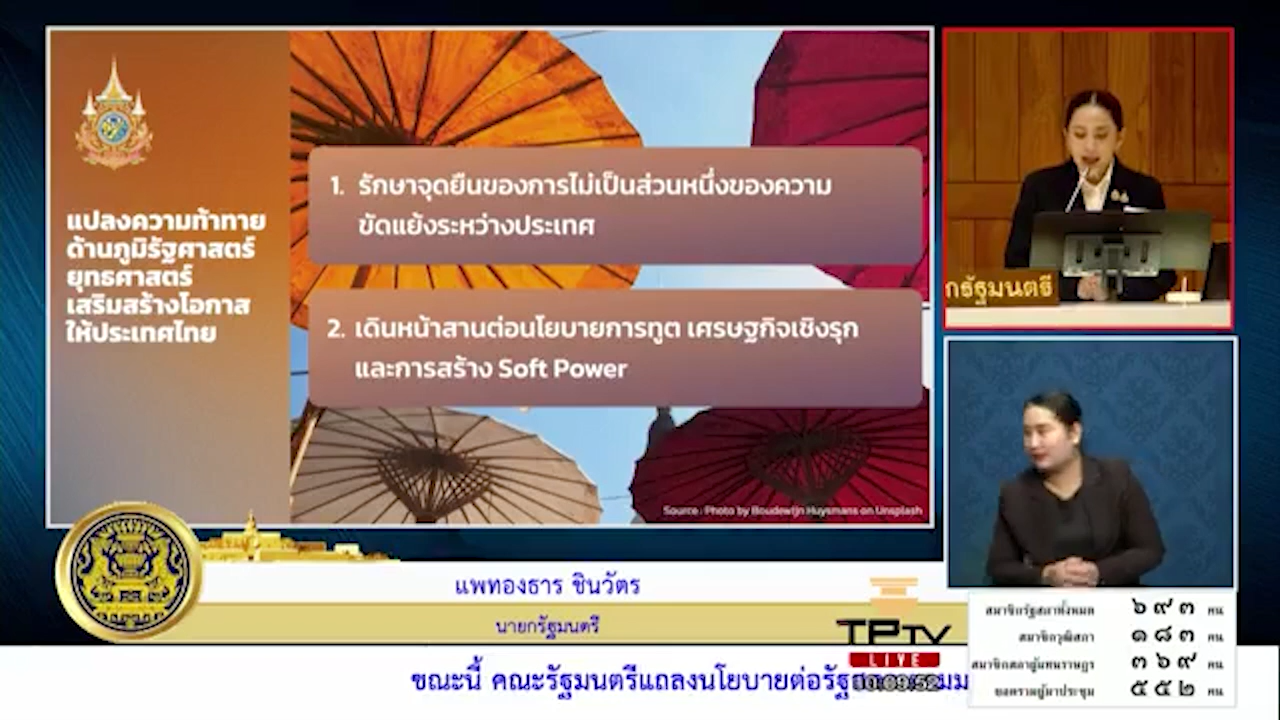 แปลงความท้าทาย
ด้านภูมิรัฐศาสตร์
ยุทธศาสตร์
เสริมสร้างโอกาส
ให้ประเทศไทย
1. รักษาจุดยืนของการไม่เป็นส่วนหนึ่งของความ
ขัดแย้งระหว่างประเทศ
2. เดินหน้าสานต่อนโยบายการทูต เศรษฐกิจเชิงรุก
และการสร้าง Soft Power
Source : Photo by Boudewijn Huysmans on Unsplash
กรัฐมนตรี
แพทองธาร ชินวัตร
นายกรัฐมนตรี
TPTV
LIVE
สมาชิกรัฐสภาทั้งหมด ๖๙๓ คน
สมาชิกวุฒิสภา ๑๘๓ คน
สมาชิกสภาผู้แทนราษฎร ๓๖๙ คน
ยอดรวมผู้มาประชุม ๕๕๒ คน
ขณะนี้ คณะรัฐมนตรีแถลงนโยบายต่อรัฐ